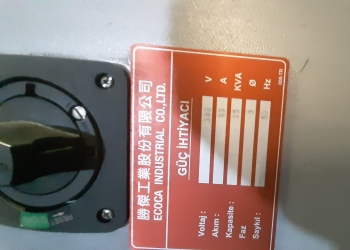 勝傑工業股份有限公司
ECOCA INDUSTRIAL CO.,LTD.
GÜÇ İHTİYACI
Voltaj : V
Akım : A
Kapasite : KVA
Faz Ø
Saykıl : Hz